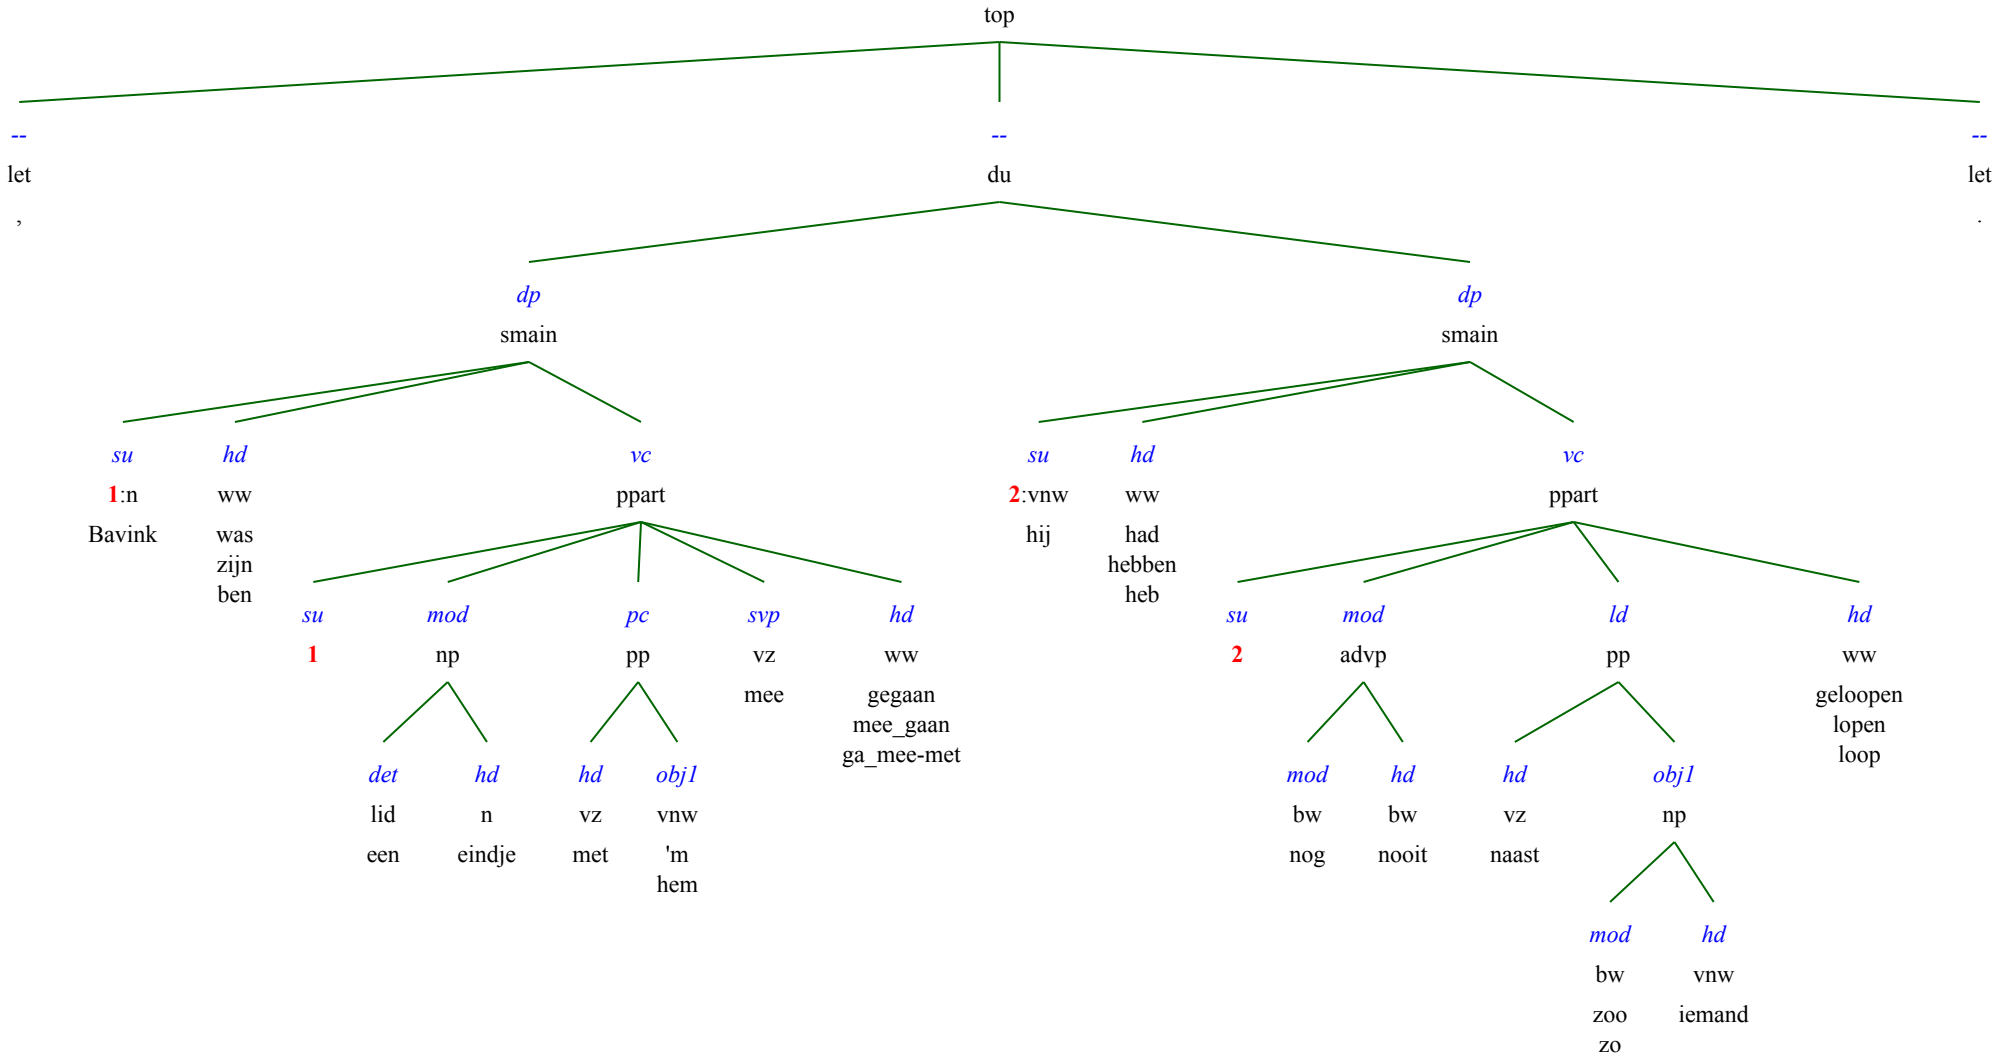 top
-- -- --
let du let
, .
dp dp
smain smain
su hd vc su hd vc
1:n ww ppart 2:vnw ww ppart
Bavink was hij had
zijn hebben
ben heb
su mod pc svp hd su mod ld hd
1 np pp vz ww 2 advp pp ww
mee gegaan geloopen
mee_gaan lopen
ga_mee-met loop
det hd hd obj1 mod hd hd obj1
lid n vz vnw bw bw vz np
een eindje met 'm nog nooit naast
hem
mod hd
bw vnw
zoo iemand
zo